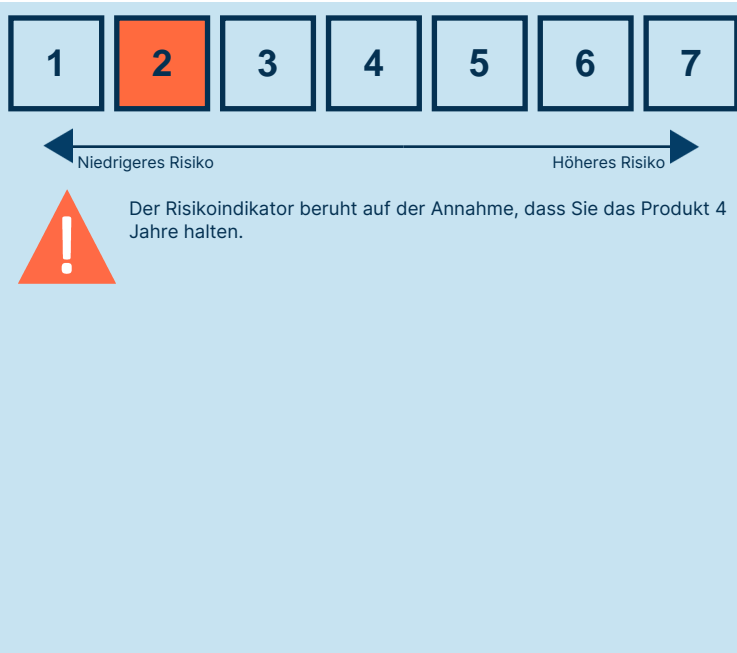 1 2 3 4 5 6 7
Niedrigeres Risiko Höheres Risiko
Der Risikoindikator beruht auf der Annahme, dass Sie das Produkt 4
Jahre halten.